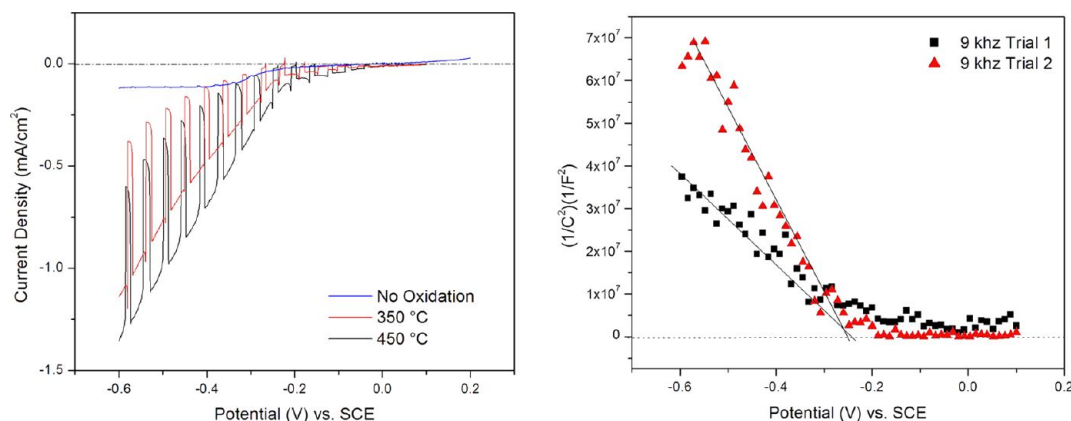 0.0
-0.5
-1.0
-1.5
Current Density (mA/cm²)
No Oxidation
350 °C
450 °C
-0.6
-0.4
-0.2
0.0
0.2
Potential (V) vs. SCE
7x10⁷
6x10⁷
5x10⁷
4x10⁷
3x10⁷
2x10⁷
1x10⁷
0
(1/C²)(1/F²)
9 khz Trial 1
9 khz Trial 2
-0.6
-0.4
-0.2
0.0
0.2
Potential (V) vs. SCE